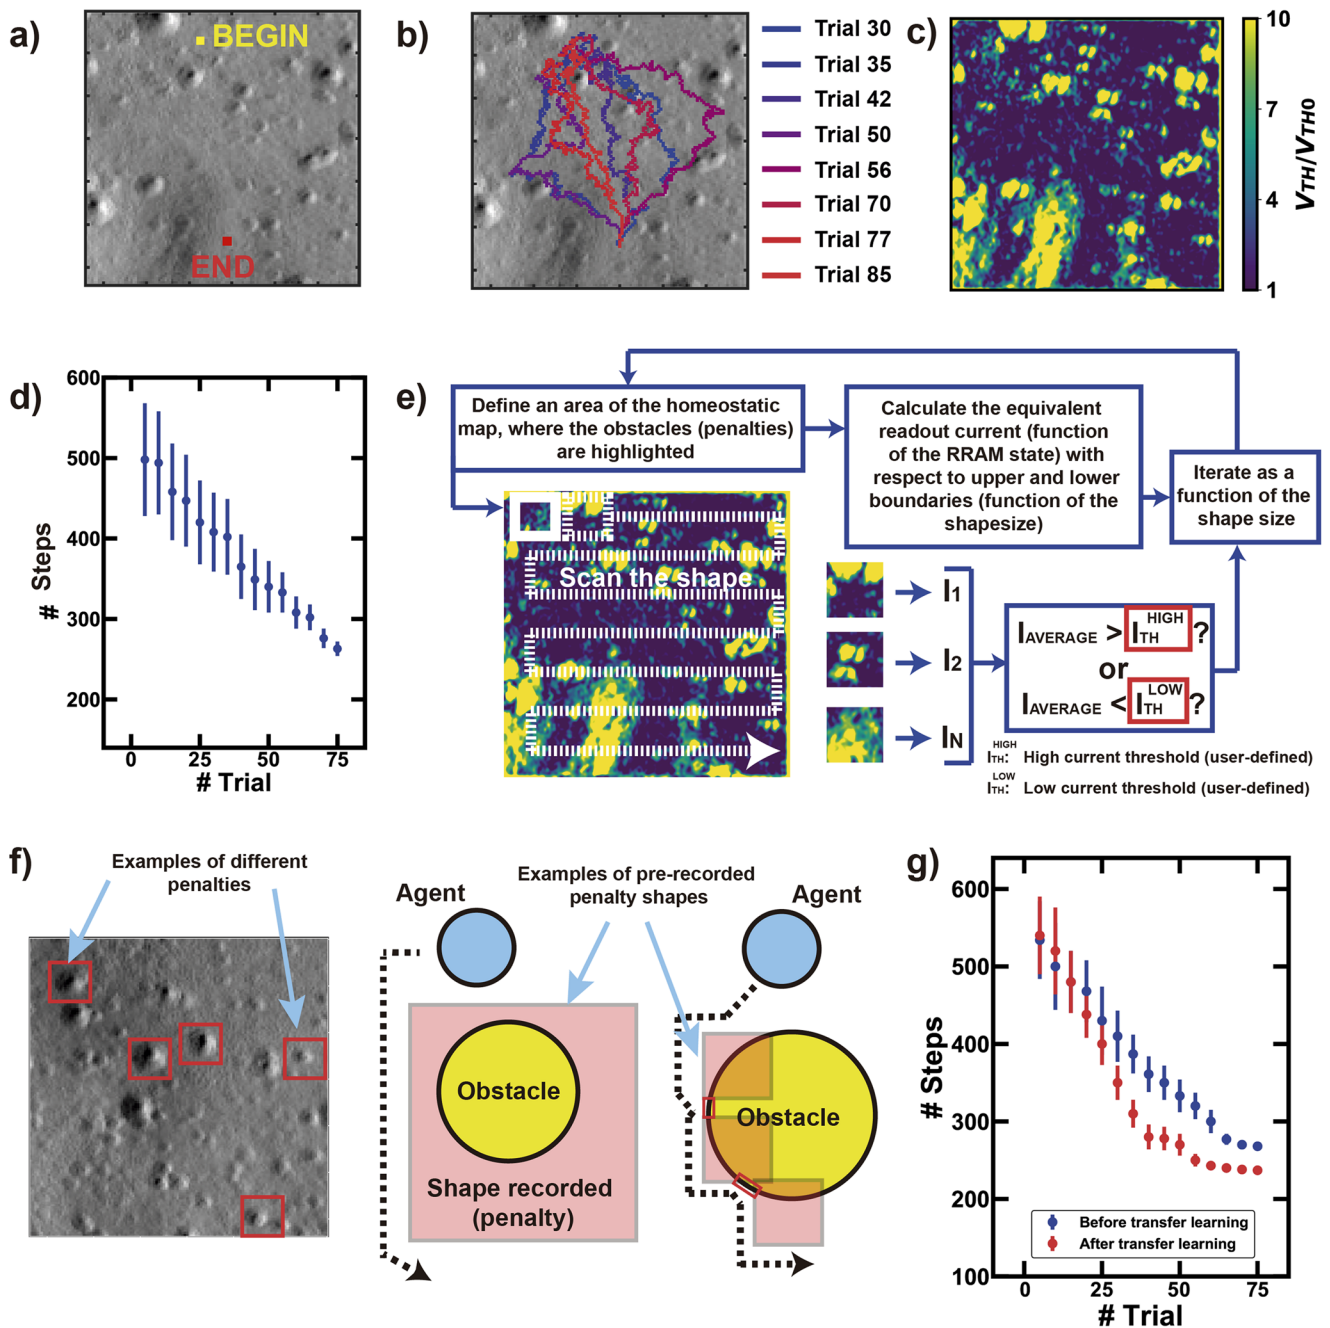 a)
BEGIN
END
b)
Trial 30
Trial 35
Trial 42
Trial 50
Trial 56
Trial 70
Trial 77
Trial 85
c)
10
7
4
1
VTH/VTH0
d)
600
500
400
300
200
0
25
50
75
# Steps
# Trial
e)
Define an area of the homeostatic
map, where the obstacles (penalties)
are highlighted
Calculate the equivalent
readout current (function
of the RRAM state) with
respect to upper and lower
boundaries (function of the
shapesize)
Iterate as a
function of the
shape size
Scan the shape
I1
I2
IN
IAVERAGE > ITH HIGH ?
or
IAVERAGE < ITH LOW ?
ITH HIGH: High current threshold (user-defined)
ITH LOW: Low current threshold (user-defined)
f)
Examples of different
penalties
Agent
Examples of pre-recorded
penalty shapes
Agent
Obstacle
Shape recorded
(penalty)
Obstacle
g)
600
500
400
300
200
100
0
25
50
75
# Steps
# Trial
Before transfer learning
After transfer learning